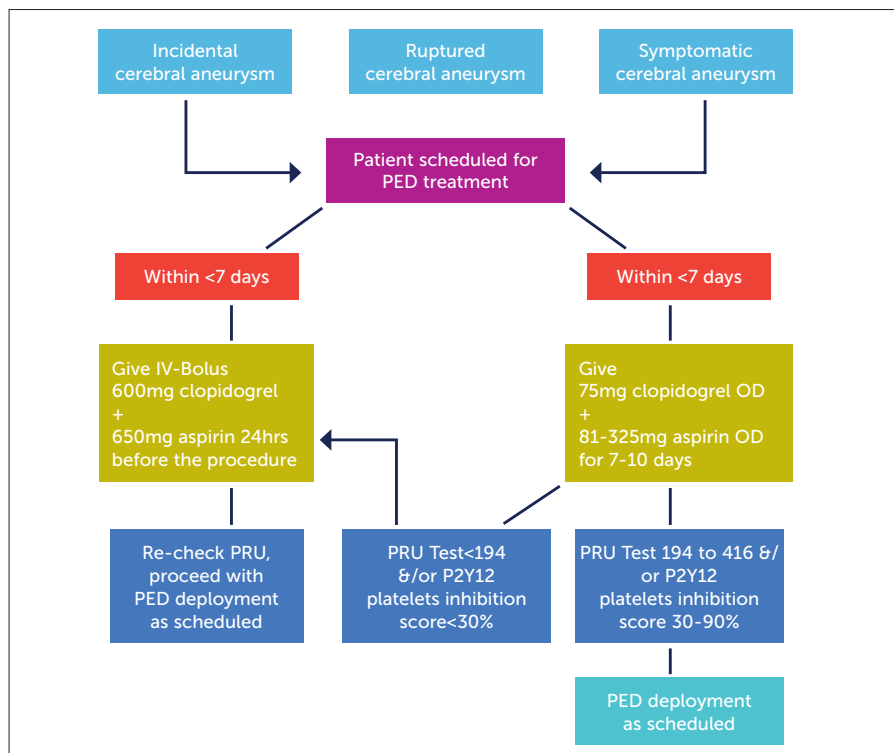 Incidental
cerebral aneurysm
Ruptured
cerebral aneurysm
Symptomatic
cerebral aneurysm
Patient scheduled for
PED treatment
Within <7 days
Within <7 days
Give IV-Bolus
600mg clopidogrel
+
650mg aspirin 24hrs
before the procedure
Give
75mg clopidogrel OD
+
81-325mg aspirin OD
for 7-10 days
Re-check PRU,
proceed with
PED deployment
as scheduled
PRU Test<194
&/or P2Y12
platelets inhibition
score<30%
PRU Test 194 to 416 &/
or P2Y12
platelets inhibition
score 30-90%
PED deployment
as scheduled